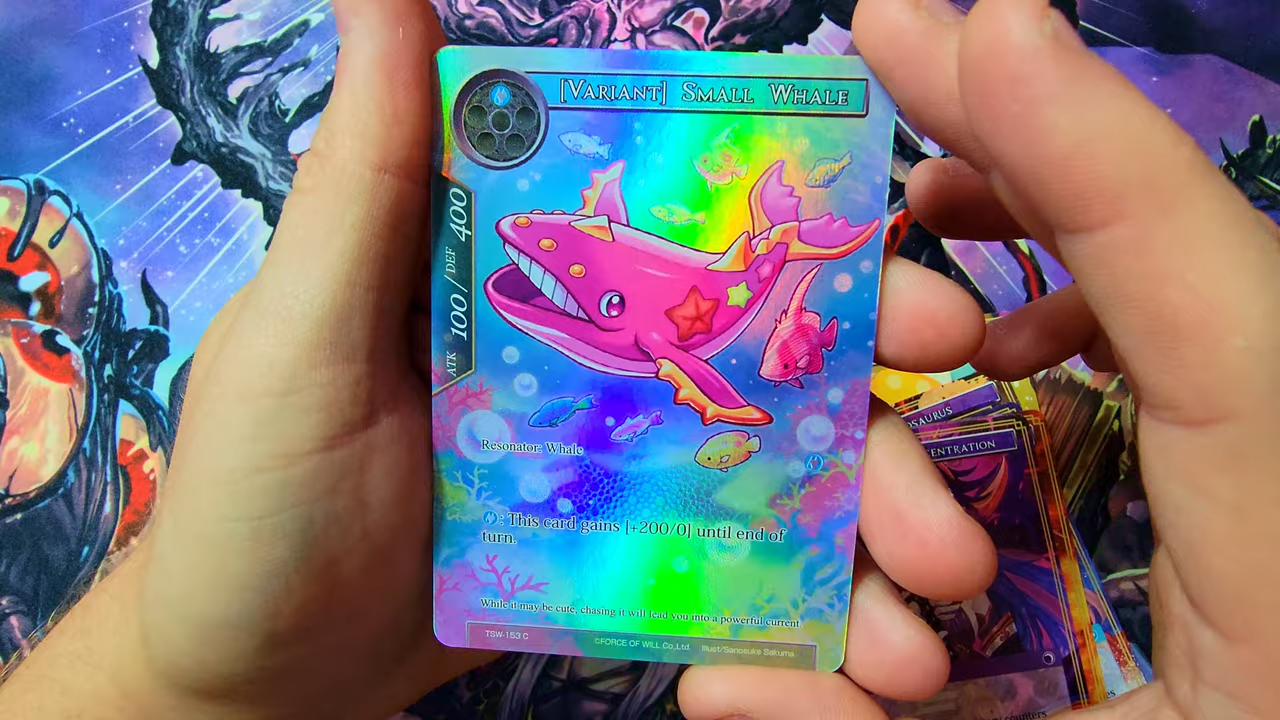 [Variant] Small Whale
ATK 100 / DEF 400
Resonator: Whale
: This card gains [+200/0] until end of
turn.
While it may be cute, chasing it will lead you into a powerful current
TSW-153 C
©FORCE OF WILL Co.,Ltd.
Illust/Sanosuke Sakuma
OSAURUS
ENTRATION
counters